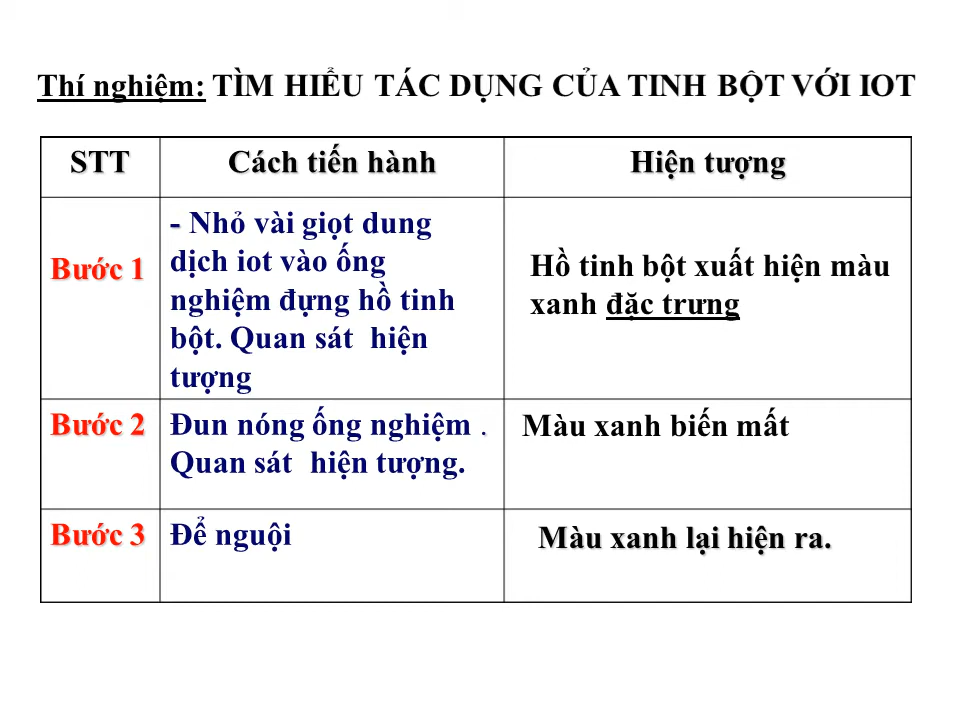 Thí nghiệm: TÌM HIỂU TÁC DỤNG CỦA TINH BỘT VỚI IOT
STT
Cách tiến hành
Hiện tượng
Bước 1
- Nhỏ vài giọt dung
dịch iot vào ống
nghiệm đựng hồ tinh
bột. Quan sát hiện
tượng
Hồ tinh bột xuất hiện màu
xanh đặc trưng
Bước 2
Đun nóng ống nghiệm .
Quan sát hiện tượng.
Màu xanh biến mất
Bước 3
Để nguội
Màu xanh lại hiện ra.